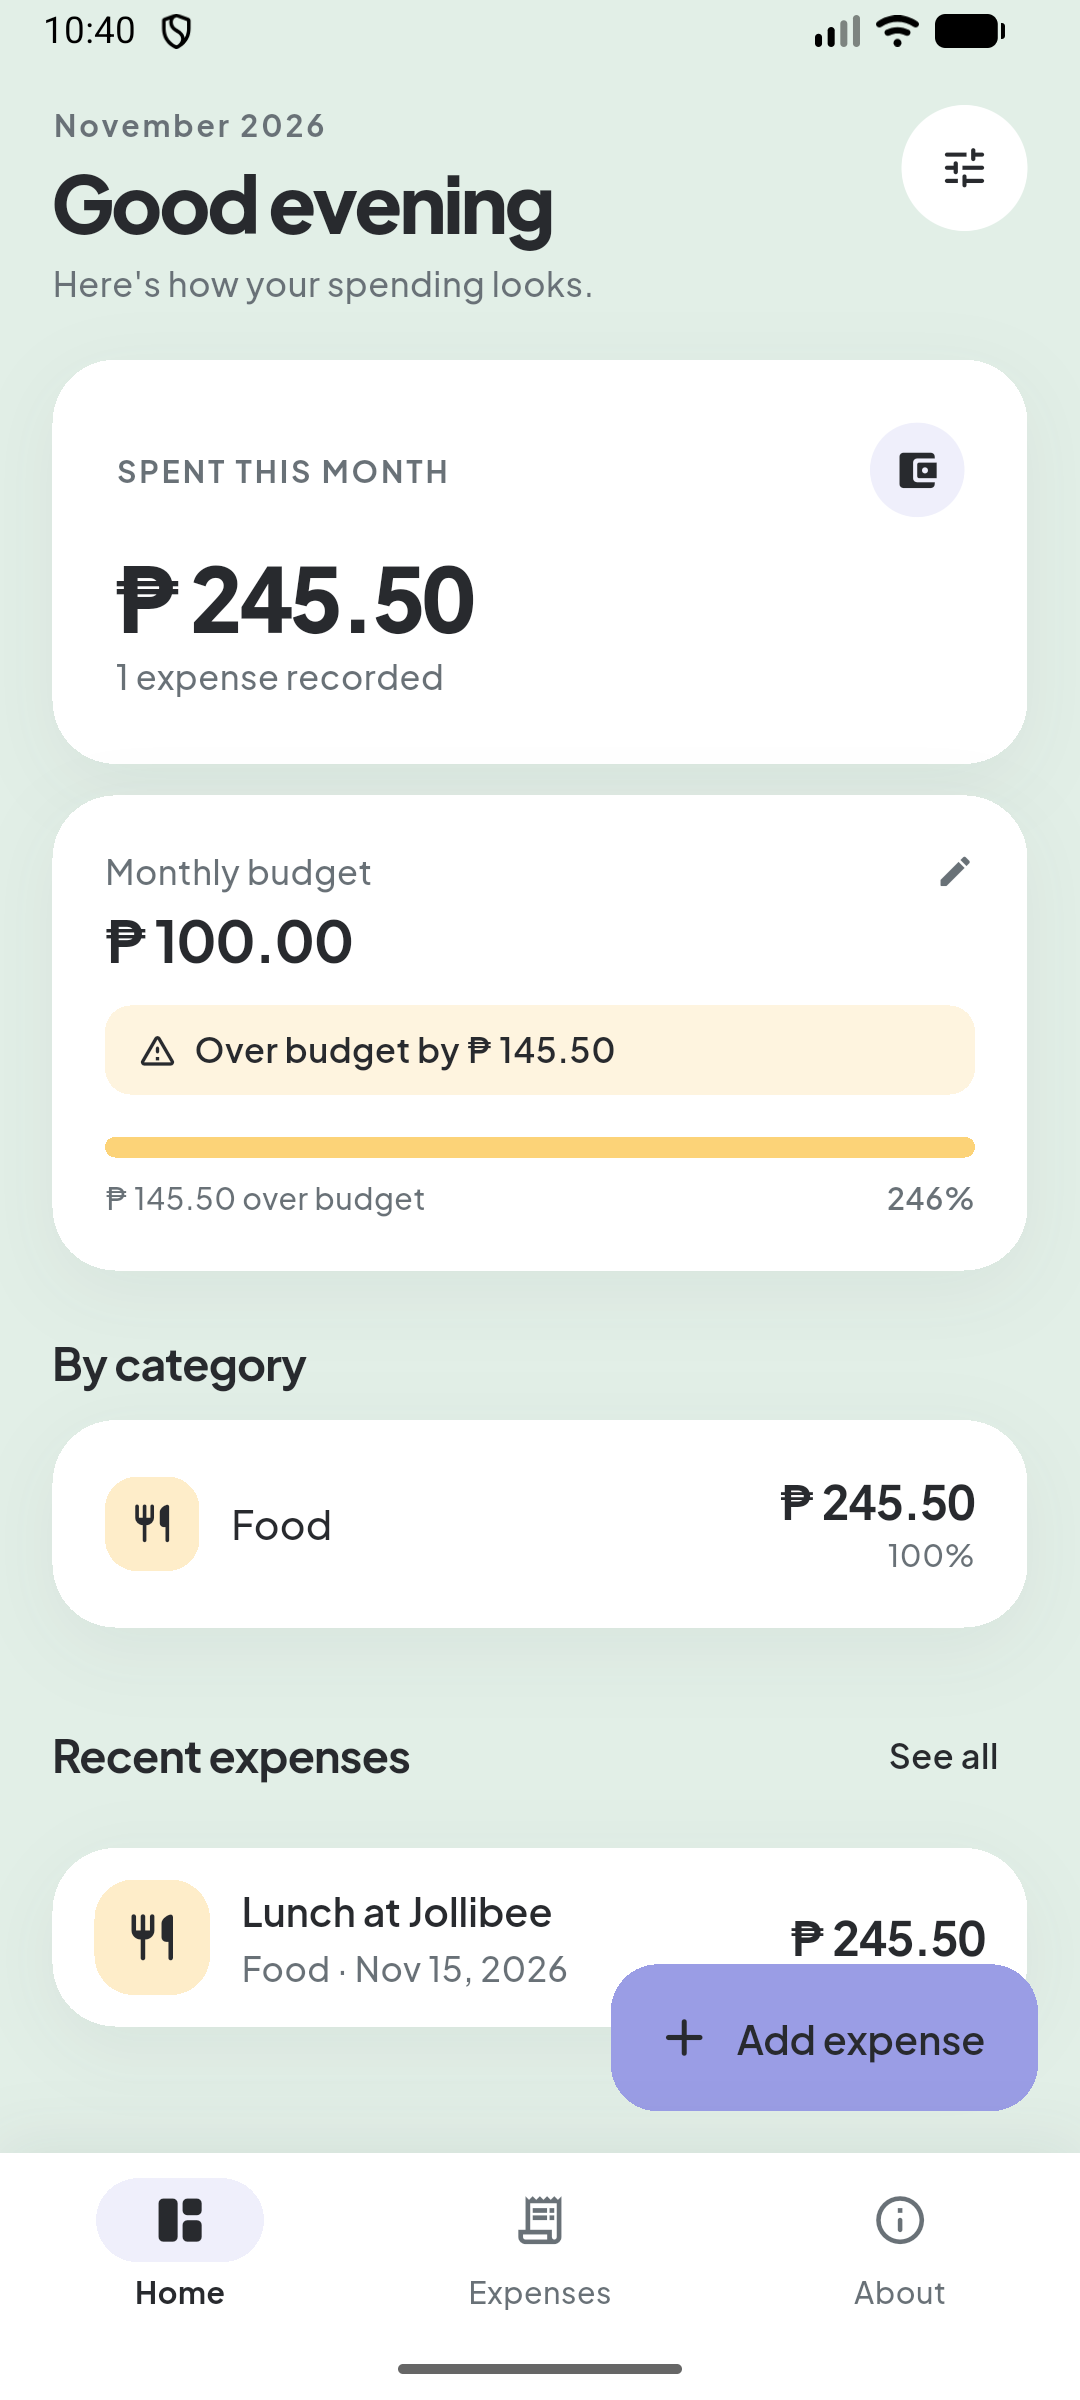 10:40
November 2026
Good evening
Here's how your spending looks.
SPENT THIS MONTH
₱ 245.50
1 expense recorded
Monthly budget
₱ 100.00
Over budget by ₱ 145.50
₱ 145.50 over budget
246%
By category
Food
₱ 245.50
100%
Recent expenses
See all
Lunch at Jollibee
₱ 245.50
Food · Nov 15, 2026
Add expense
Home
Expenses
About